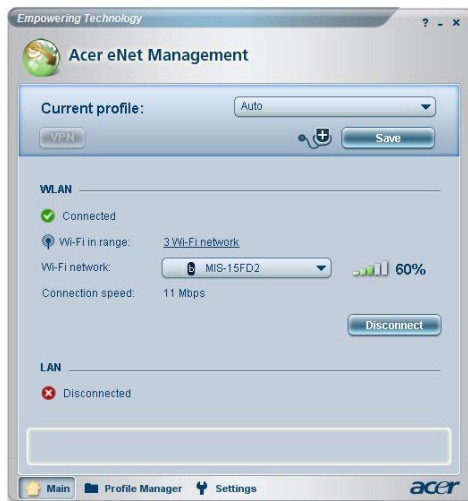 Empowering Technology
? - x
Acer eNet Management
Current profile: Auto
VPN Save
WLAN
Connected
Wi-Fi in range: 3 Wi-Fi network
Wi-Fi network: b MIS-15FD2 60%
Connection speed: 11 Mbps
Disconnect
LAN
Disconnected
Main Profile Manager Settings acer